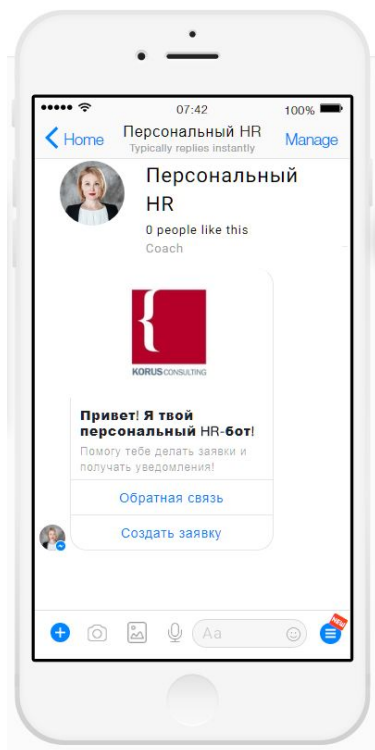 07:42
100%
Home
Персональный HR
Typically replies instantly
Manage
Персональный
HR
0 people like this
Coach
{
KORUS CONSULTING
Привет! Я твой
персональный HR-бот!
Помогу тебе делать заявки и
получать уведомления!
Обратная связь
Создать заявку
Aa
NEW